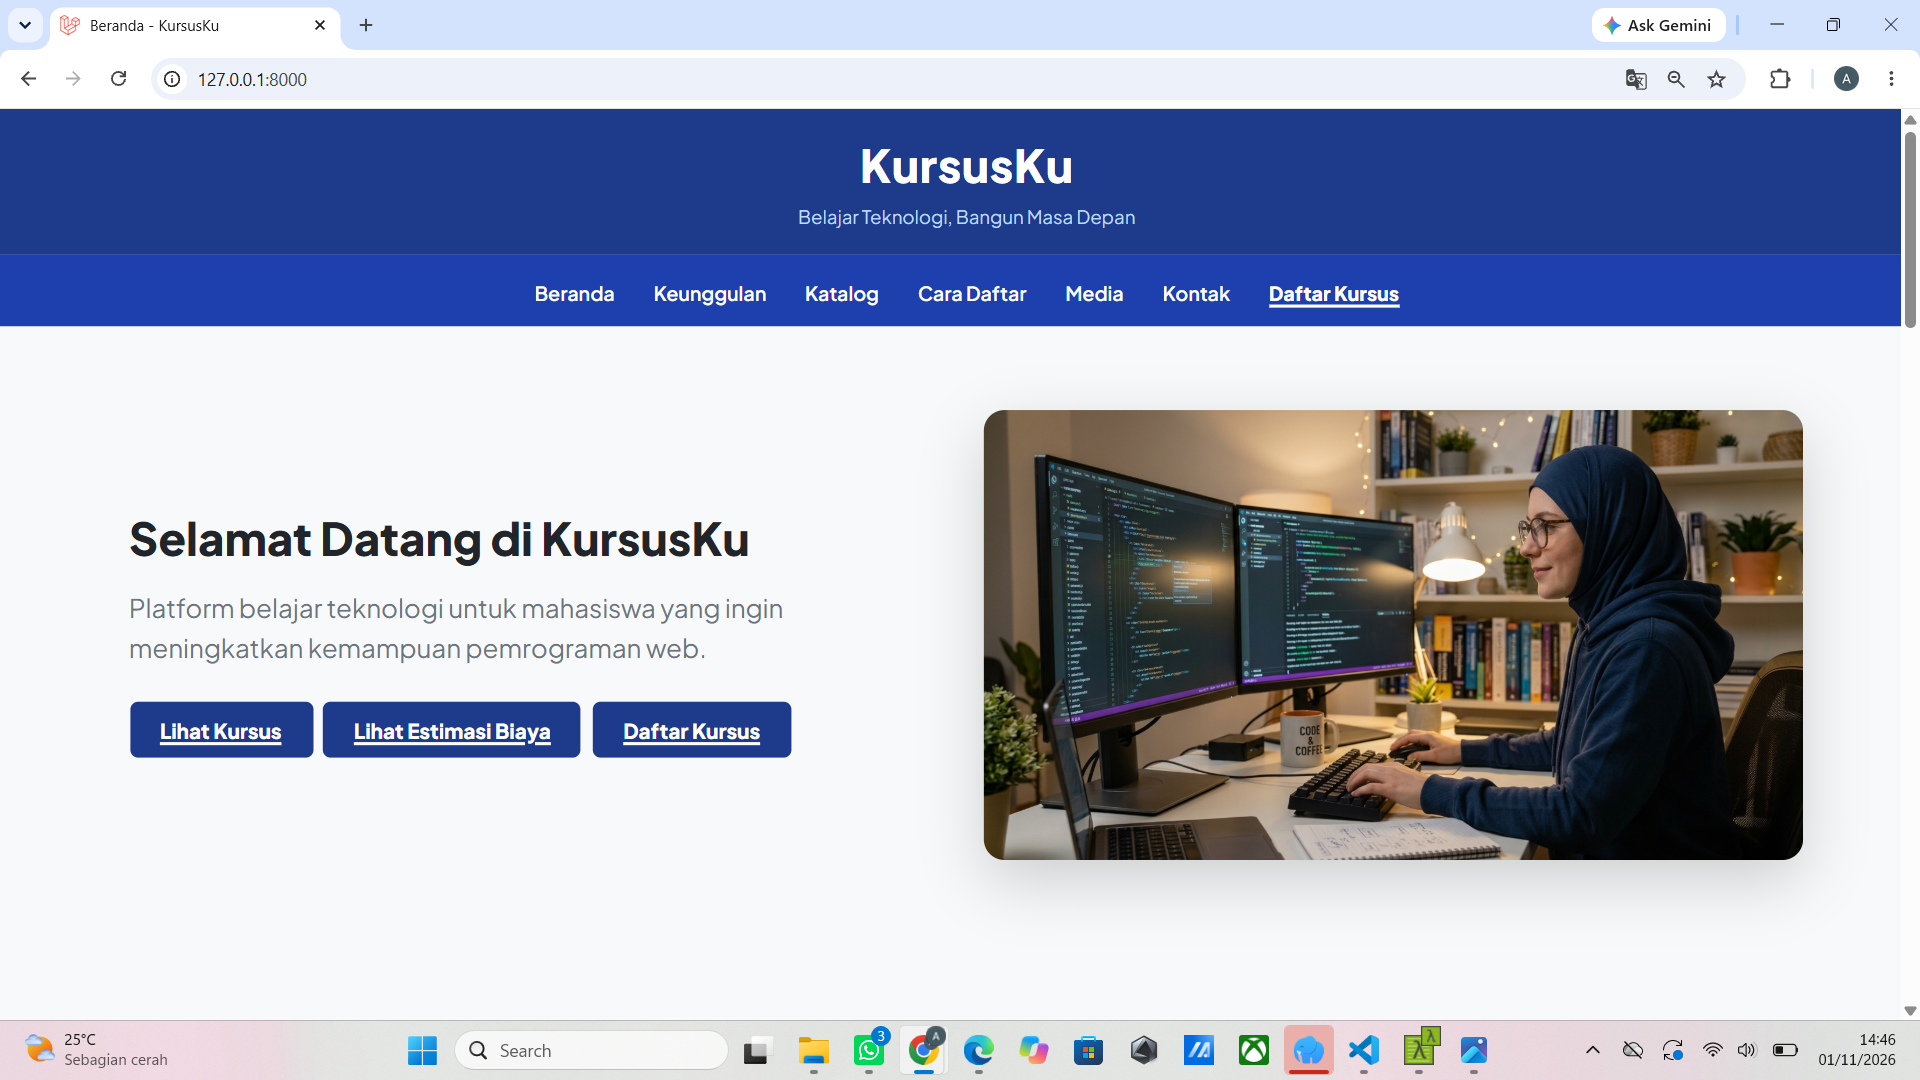 Beranda - KursusKu
Ask Gemini
127.0.0.1:8000
A
KursusKu
Belajar Teknologi, Bangun Masa Depan
Beranda Keunggulan Katalog Cara Daftar Media Kontak Daftar Kursus
Selamat Datang di KursusKu
Platform belajar teknologi untuk mahasiswa yang ingin
meningkatkan kemampuan pemrograman web.
Lihat Kursus Lihat Estimasi Biaya Daftar Kursus
CODE
&
COFFEE
25°C
Sebagian cerah
Search
3
A
14:46
01/11/2026